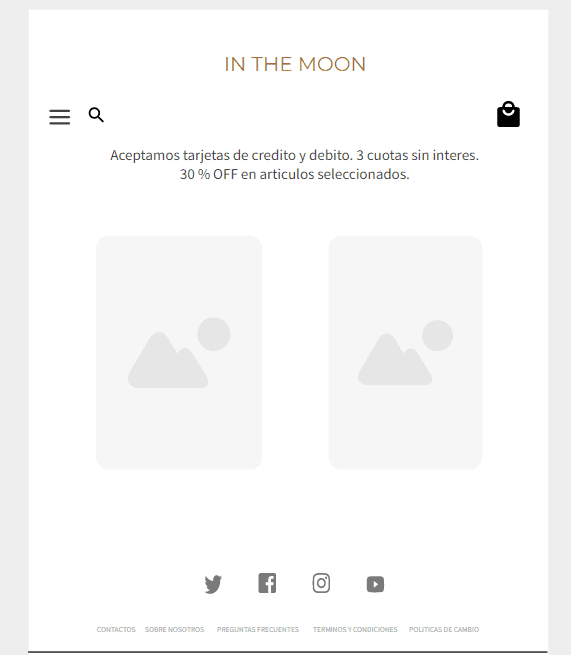 IN THE MOON
Aceptamos tarjetas de credito y debito. 3 cuotas sin interes.
30 % OFF en articulos seleccionados.
CONTACTOS SOBRE NOSOTROS PREGUNTAS FRECUENTES TERMINOS Y CONDICIONES POLITICAS DE CAMBIO